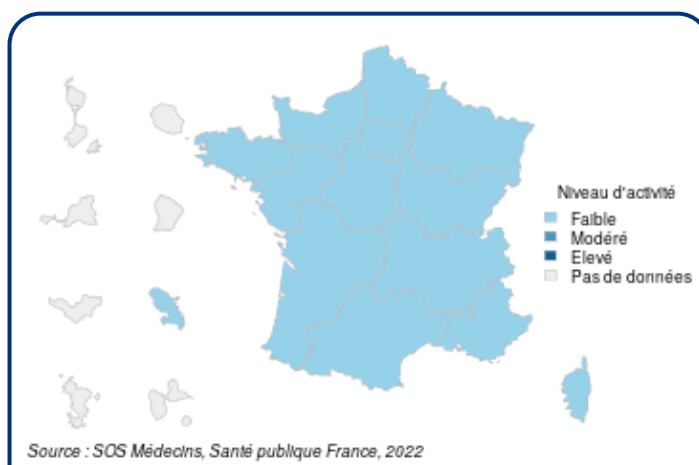 Niveau d'activité
Faible
Modéré
Elevé
Pas de données
Source : SOS Médecins, Santé publique France, 2022